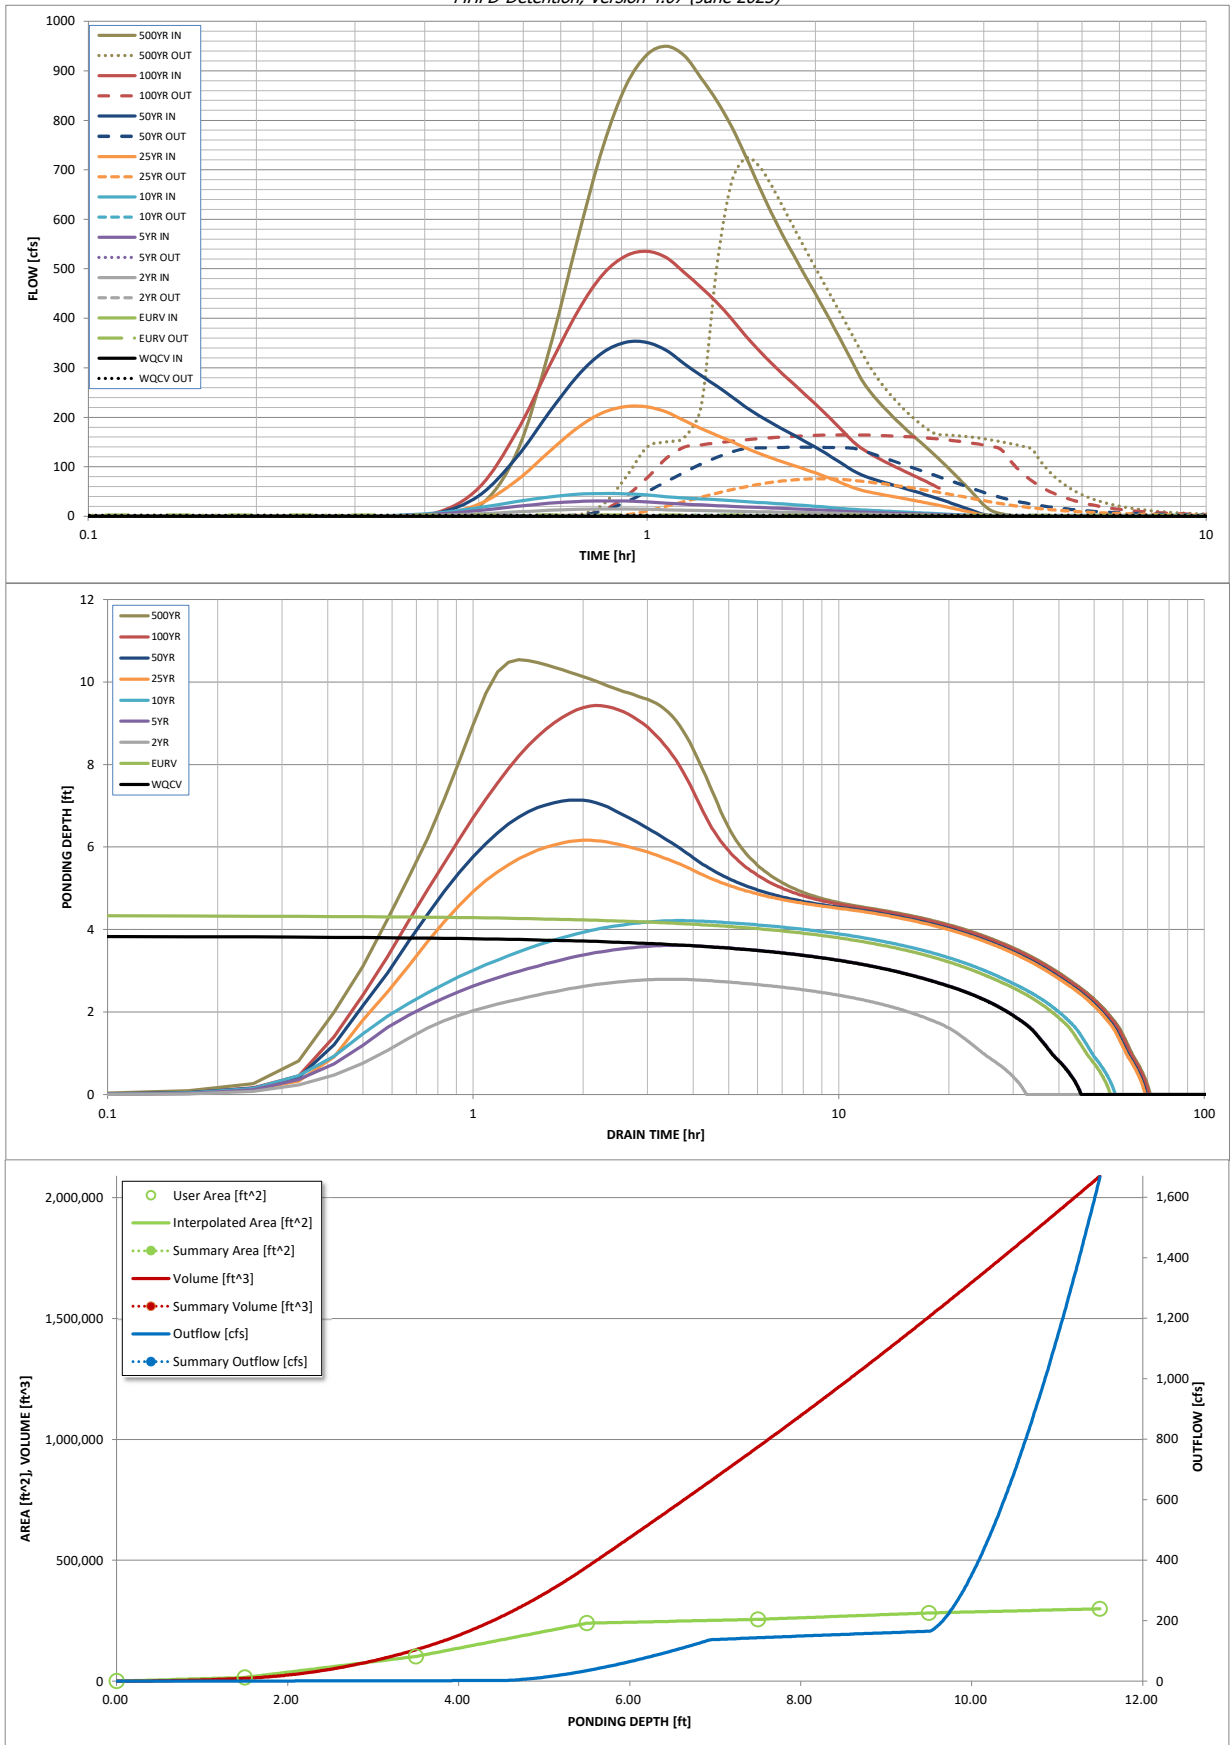 MHFD-Detention, Version 4.07 (June 2025)
1000
900
800
700
600
500
400
300
200
100
0
FLOW [cfs]
500YR IN
500YR OUT
100YR IN
100YR OUT
50YR IN
50YR OUT
25YR IN
25YR OUT
10YR IN
10YR OUT
5YR IN
5YR OUT
2YR IN
2YR OUT
EURV IN
EURV OUT
WQCV IN
WQCV OUT
0.1
1
10
TIME [hr]
12
10
8
6
4
2
0
PONDING DEPTH [ft]
500YR
100YR
50YR
25YR
10YR
5YR
2YR
EURV
WQCV
0.1
1
10
100
DRAIN TIME [hr]
2,000,000
1,500,000
1,000,000
500,000
0
AREA [ft^2], VOLUME [ft^3]
User Area [ft^2]
Interpolated Area [ft^2]
Summary Area [ft^2]
Volume [ft^3]
Summary Volume [ft^3]
Outflow [cfs]
Summary Outflow [cfs]
1,600
1,400
1,200
1,000
800
600
400
200
0
OUTFLOW [cfs]
0.00
2.00
4.00
6.00
8.00
10.00
12.00
PONDING DEPTH [ft]